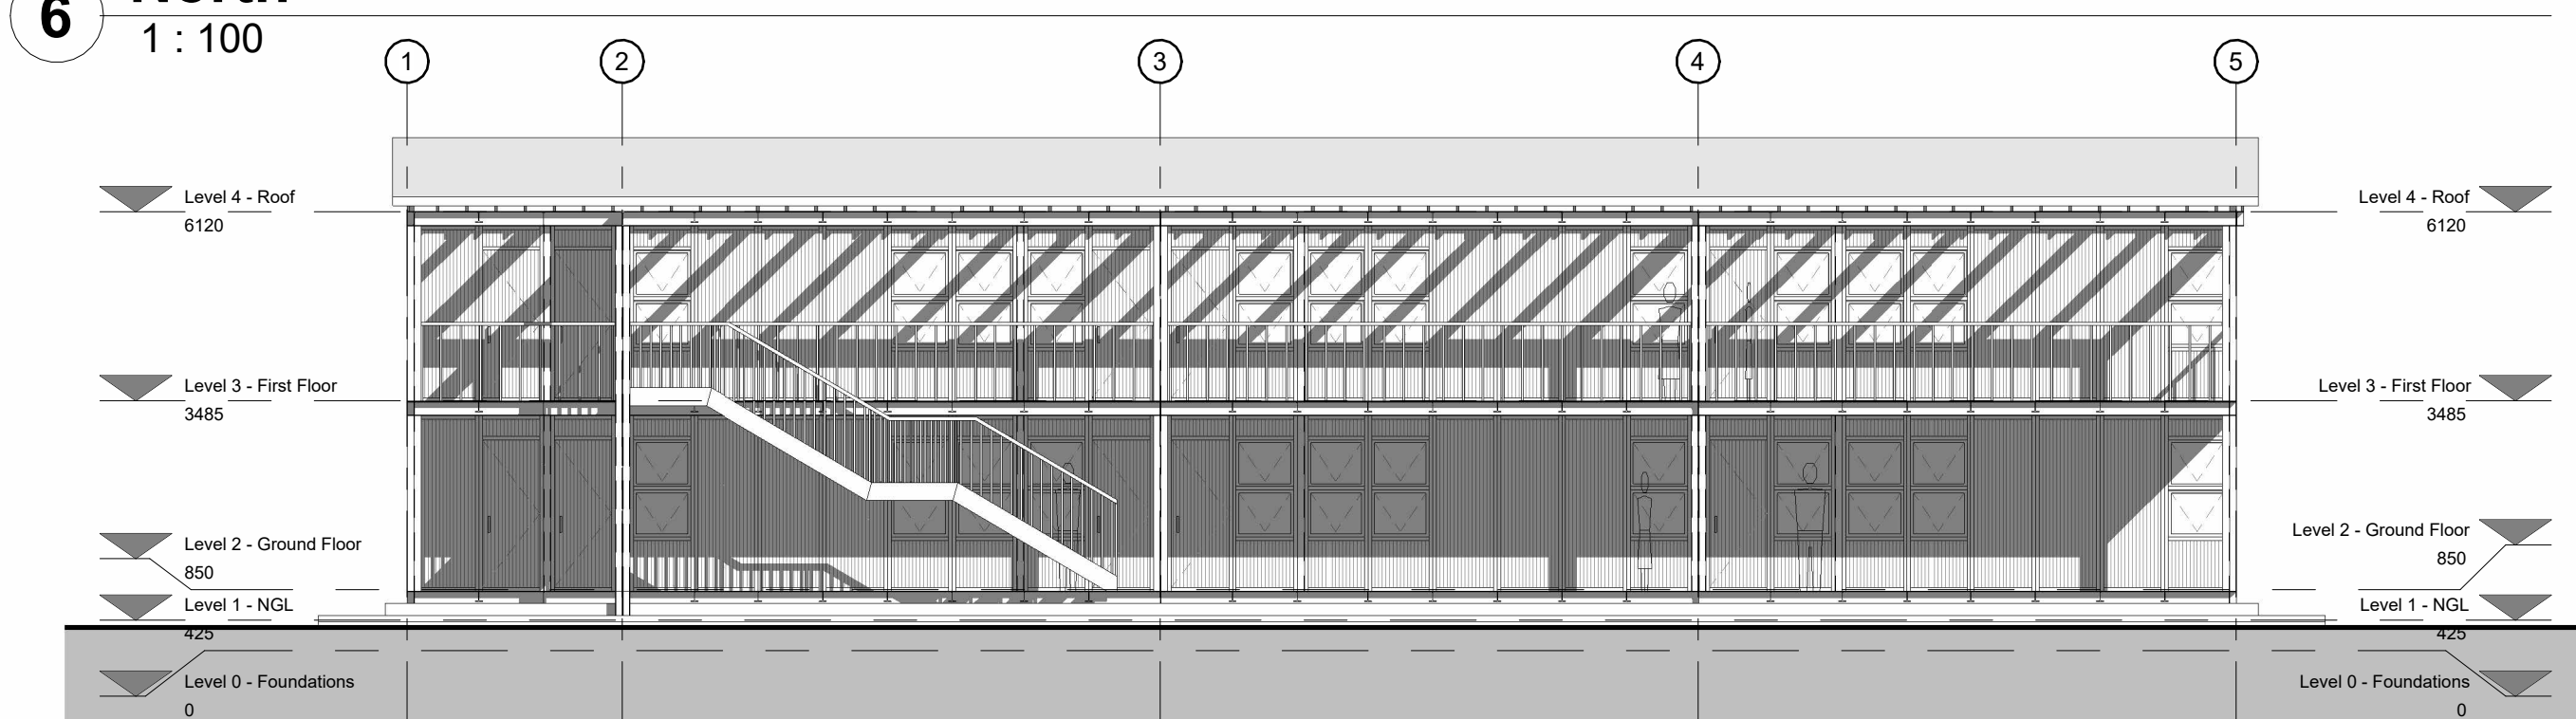 6 North
1 : 100
1 2 3 4 5
Level 4 - Roof
6120
Level 3 - First Floor
3485
Level 2 - Ground Floor
850
Level 1 - NGL
425
Level 0 - Foundations
0
Level 4 - Roof
6120
Level 3 - First Floor
3485
Level 2 - Ground Floor
850
Level 1 - NGL
425
Level 0 - Foundations
0